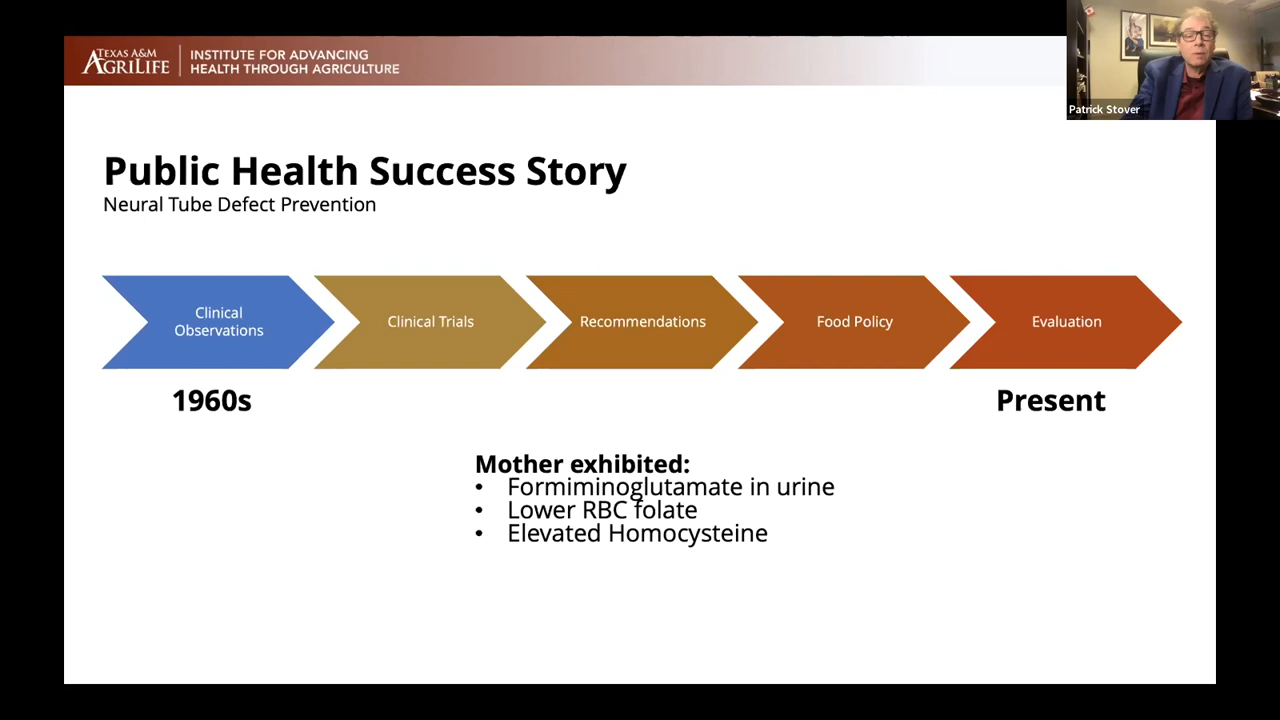 TEXAS A&M
AGRILIFE
INSTITUTE FOR ADVANCING
HEALTH THROUGH AGRICULTURE
Patrick Stover
Public Health Success Story
Neural Tube Defect Prevention
Clinical
Observations
Clinical Trials
Recommendations
Food Policy
Evaluation
1960s
Present
Mother exhibited:
• Formiminoglutamate in urine
• Lower RBC folate
• Elevated Homocysteine